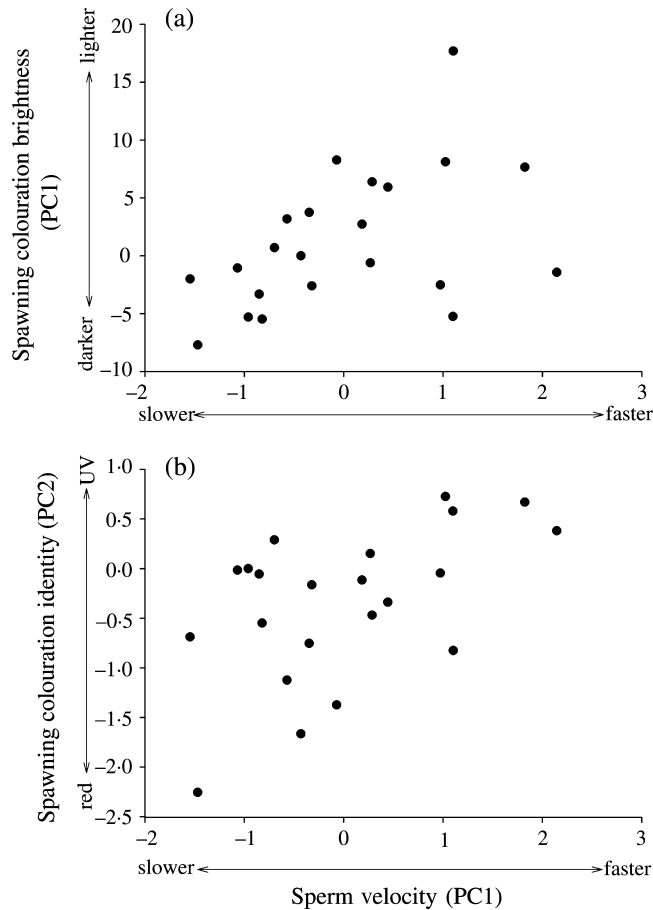 (a)
Spawning colouration brightness
(PC1)
lighter
darker
20
15
10
5
0
−5
−10
−2
−1
0
1
2
3
slower
faster
(b)
Spawning colouration identity (PC2)
UV
red
1·0
0·5
0·0
−0·5
−1·0
−1·5
−2·0
−2·5
−2
−1
0
1
2
3
slower
faster
Sperm velocity (PC1)